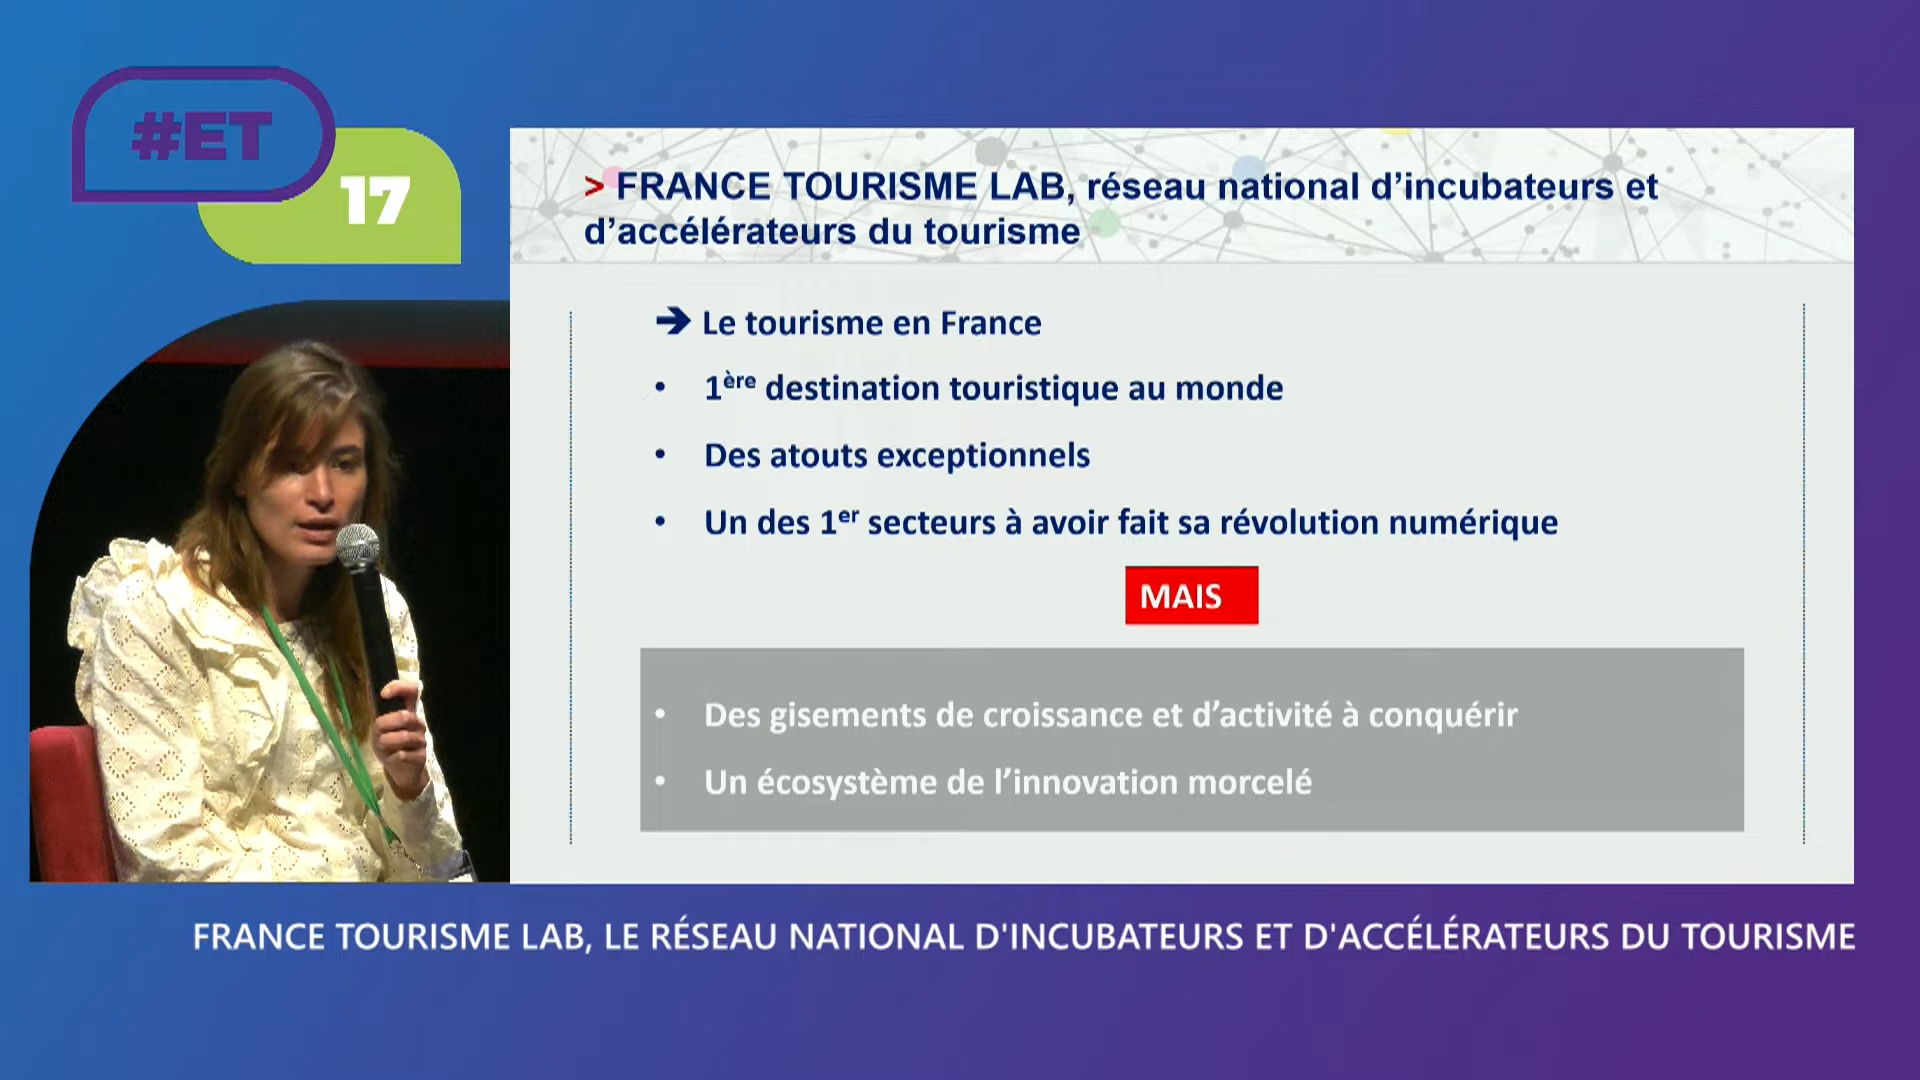 #ET
17
> FRANCE TOURISME LAB, réseau national d’incubateurs et
d’accélérateurs du tourisme
➔ Le tourisme en France
• 1ère destination touristique au monde
• Des atouts exceptionnels
• Un des 1er secteurs à avoir fait sa révolution numérique
MAIS
• Des gisements de croissance et d’activité à conquérir
• Un écosystème de l’innovation morcelé
FRANCE TOURISME LAB, LE RÉSEAU NATIONAL D'INCUBATEURS ET D'ACCÉLÉRATEURS DU TOURISME